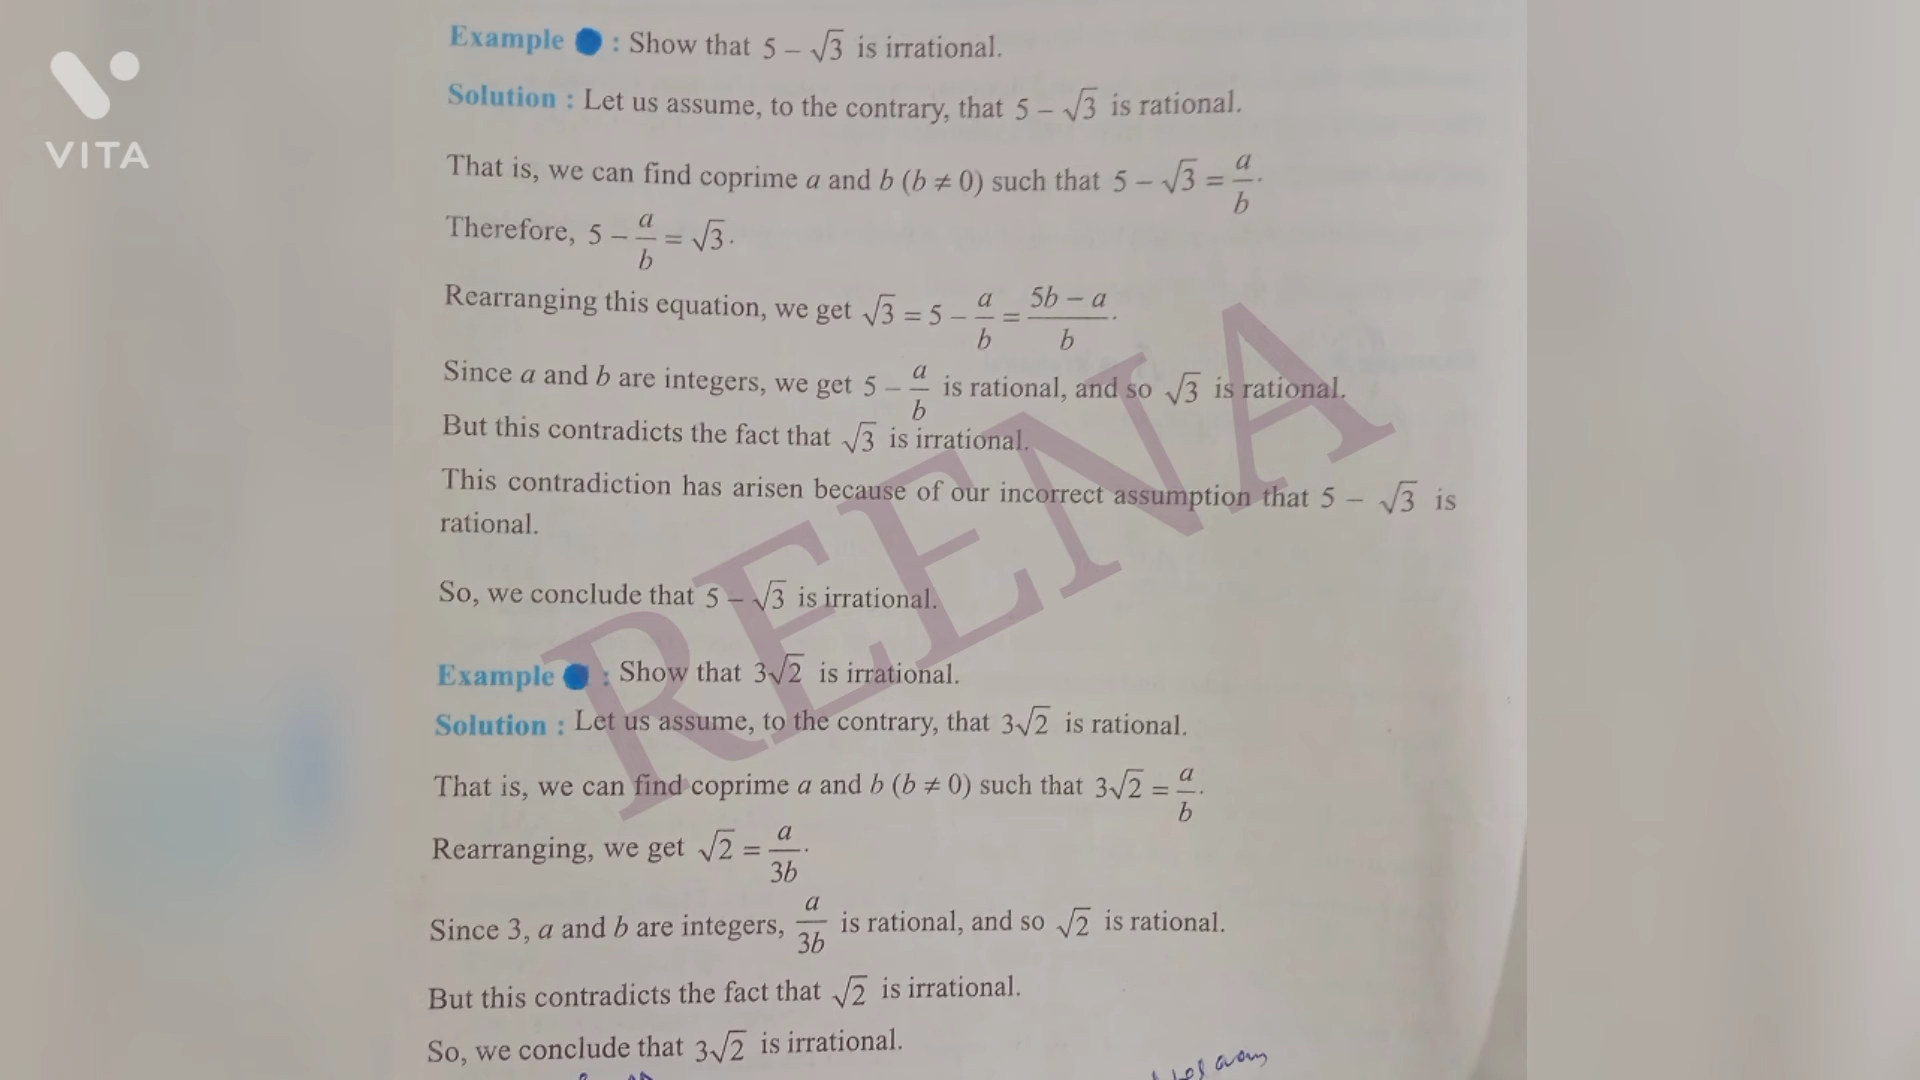 VITA
Example : Show that 5 – √3 is irrational.
Solution : Let us assume, to the contrary, that 5 – √3 is rational.
That is, we can find coprime a and b (b ≠ 0) such that 5 – √3 = a/b.
Therefore, 5 – a/b = √3.
Rearranging this equation, we get √3 = 5 – a/b = (5b – a)/b.
Since a and b are integers, we get 5 – a/b is rational, and so √3 is rational.
But this contradicts the fact that √3 is irrational.
This contradiction has arisen because of our incorrect assumption that 5 – √3 is
rational.
So, we conclude that 5 – √3 is irrational.
REENA
Example : Show that 3√2 is irrational.
Solution : Let us assume, to the contrary, that 3√2 is rational.
That is, we can find coprime a and b (b ≠ 0) such that 3√2 = a/b.
Rearranging, we get √2 = a/3b.
Since 3, a and b are integers, a/3b is rational, and so √2 is rational.
But this contradicts the fact that √2 is irrational.
So, we conclude that 3√2 is irrational.